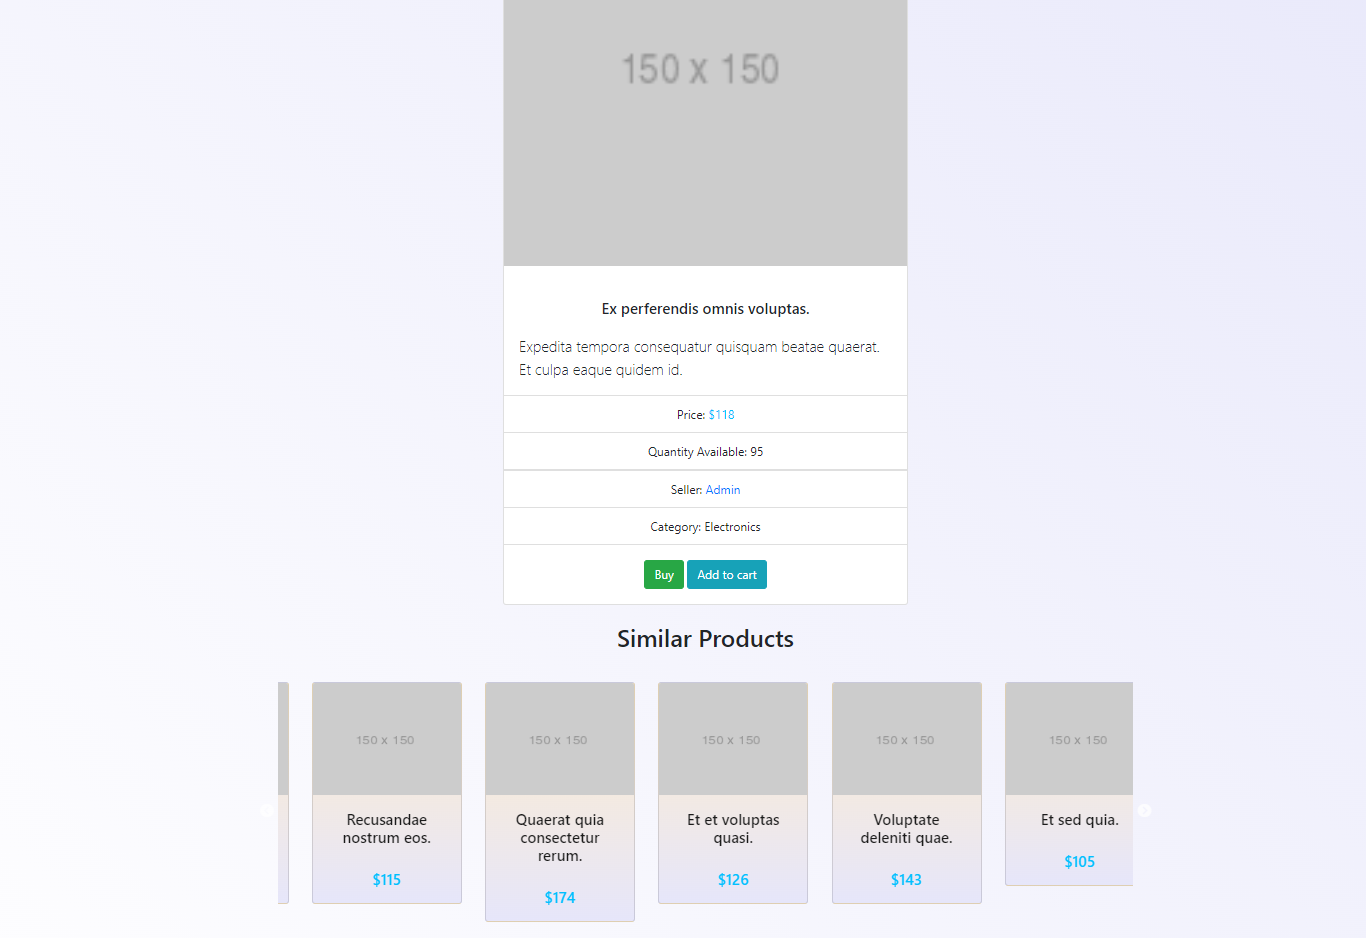 150 x 150
Ex perferendis omnis voluptas.
Expedita tempora consequatur quisquam beatae quaerat.
Et culpa eaque quidem id.
Price: $118
Quantity Available: 95
Seller: Admin
Category: Electronics
Buy Add to cart
Similar Products
150 x 150
Recusandae
nostrum eos.
$115
150 x 150
Quaerat quia
consectetur
rerum.
$174
150 x 150
Et et voluptas
quasi.
$126
150 x 150
Voluptate
deleniti quae.
$143
150 x 150
Et sed quia.
$105